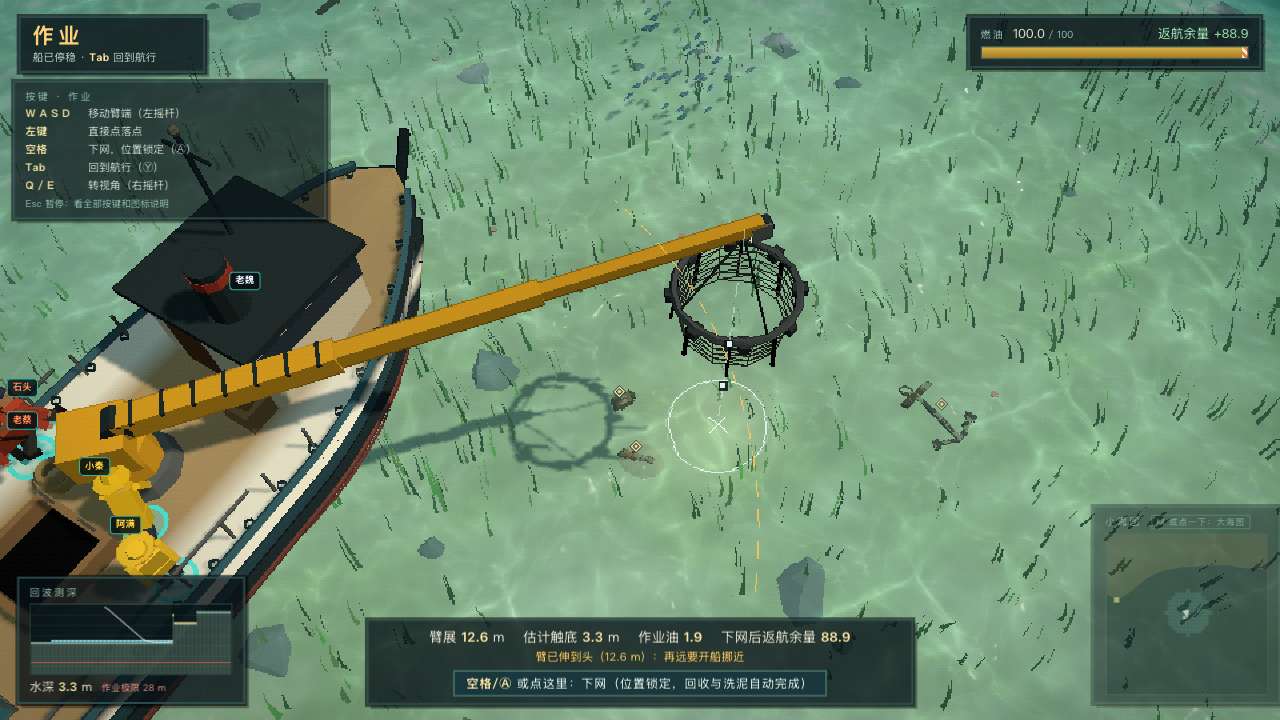 作业
船已停稳 · Tab 回到航行
燃油 100.0 / 100 返航余量 +88.9
按键 · 作业
W A S D 移动臂端（左摇杆）
左键 直接点落点
空格 下网，位置锁定（Ⓐ）
Tab 回到航行（Ⓨ）
Q / E 转视角（右摇杆）
Esc 暂停：看全部按键和图标说明
老魏
石头
老蔡
小秦
阿满
或点一下：大海图
回波测深
水深 3.3 m 作业极限 28 m
臂展 12.6 m 估计触底 3.3 m 作业油 1.9 下网后返航余量 88.9
臂已伸到头（12.6 m）：再远要开船挪近
空格/Ⓐ 或点这里：下网（位置锁定，回收与洗泥自动完成）